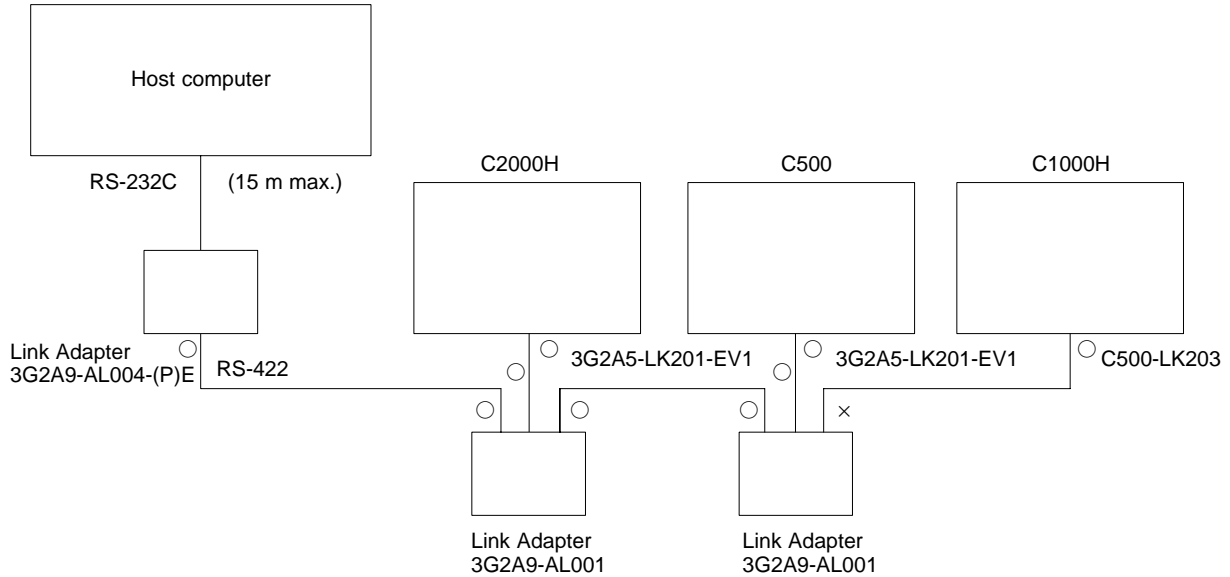 Host computer
RS-232C (15 m max.)
C2000H
C500
C1000H
Link Adapter
3G2A9-AL004-(P)E
RS-422
3G2A5-LK201-EV1
3G2A5-LK201-EV1
C500-LK203
×
Link Adapter
3G2A9-AL001
Link Adapter
3G2A9-AL001